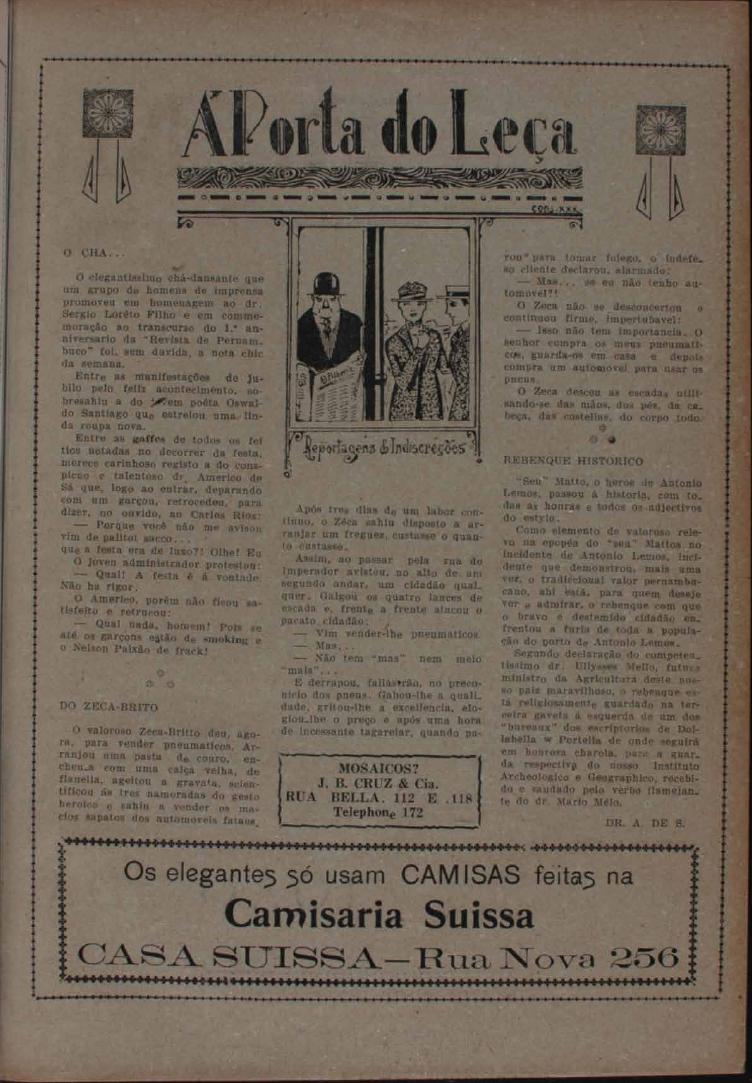 Á Porta do Leça
CONJ.XXX
O CHA...
O elegantissimo chá-dansante que
um grupo de homens de imprensa
promoveu em homenagem ao dr.
Sergio Loréto Filho e em comme-
moração ao transcurso do 1.º an-
niversario da "Revista de Pernam-
buco" foi, sem duvida, a nota chic
da semana.
Entre as manifestações de ju-
bilo pelo feliz acontecimento, so-
bresahiu a do jovem poéta Oswal-
do Santiago que estreiou uma lin-
da roupa nova.
Entre as gaffes de todos os fei
tios notadas no decorrer da festa,
merece carinhoso registo a do cons-
picuo e talentoso dr. Americo de
Sá que, logo ao entrar, deparando
com um garçon, retrocedeu, para
dizer, no ouvido, ao Carlos Rios:
— Porque você não me avisou
vim de palitot sacco...
que a festa era de luxo?! Olhe! Eu
O joven administrador protestou:
— Qual! A festa é á vontade.
Não ha rigor.
O Americo, porém não ficou sa-
tisfeito e retrucou:
— Qual nada, homem! Pois se
até os garçons estão de smoking e
o Nelson Paixão de frack!
DO ZECA-BRITO
O valoroso Zeca-Britto deu, ago-
ra, para vender pneumaticos. Ar-
ranjou uma pasta de couro, en-
cheu-a com uma calça velha, de
flanella, ageitou a gravata, scien-
tificou ás tres namoradas do gesto
heroico e sahiu a vender os ma-
cios sapatos dos automoveis fataes.
Reportagens & Indiscreções
Após tres dias de um labor con-
tinuo, o Zéca sahiu disposto a ar-
ranjar um freguez, custasse o quan-
to custasse.
Assim, ao passar pela rua do
Imperador avistou, no alto de um
segundo andar, um cidadão qual-
quer. Galgou os quatro lances de
escada e, frente a frente atacou o
pacato cidadão:
— Vim vender-lhe pneumaticos
— Mas...
— Não tem "mas" nem meio
"mais"...
E derrapou, falastrão, no preco-
nicio dos pneus. Gabou-lhe a quali-
dade, gritou-lhe a excellencia, elo-
giou-lhe o preço e após uma hora
de incessante tagarelar, quando pa-
MOSAICOS?
J. B. CRUZ & Cia.
RUA BELLA. 112 E .118
Telephone 172
rou" para tomar folego, o indefe-
so cliente declarou, alarmado:
— Mas... se eu não tenho au-
tomovel?!
O Zeca não se desconcertou e
continuou firme, impertubavel:
— Isso não tem importancia. O
senhor compra os meus pneumati-
cos, guarda-os em casa e depois
compra um automovel para usar os
pneus.
O Zeca desceu as escadas utili-
sando-se das mãos, dos pés, da ca-
beça, das costellas, do corpo todo.
REBENQUE HISTORICO
"Seu" Matto, o heroe de Antonio
Lemos, passou á historia, com to-
das as honras e todos os adjectivos
do estylo.
Como elemento de valoroso rele-
vo na epopéa do "seu" Mattos no
incidente de Antonio Lemos, inci-
dente que demonstrou, mais uma
vez, o tradiccional valor pernambu-
cano, ahi está, para quem deseje
ver e admirar, o rebenque com que
o bravo e destemido cidadão en-
frentou a furia de toda a popula-
ção do porto de Antonio Lemos.
Segundo declaração do competen-
tissimo dr. Ullysses Mello, futuro
ministro da Agricultura deste nos-
so paiz maravilhoso, o rebenque es-
tá religiosamente guardado na ter-
ceira gaveta á esquerda de um dos
"bureaux" dos escriptorios de Dol-
labella w Portella de onde seguirá
em honrosa charola, para a guar-
da respectiva do nosso Instituto
Archeologico e Geographico, recebi-
do e saudado pelo verbo flamejan-
te do dr. Mario Mélo.
DR. A. DE S.
Os elegantes só usam CAMISAS feitas na
Camisaria Suissa
CASA SUISSA—Rua Nova 256